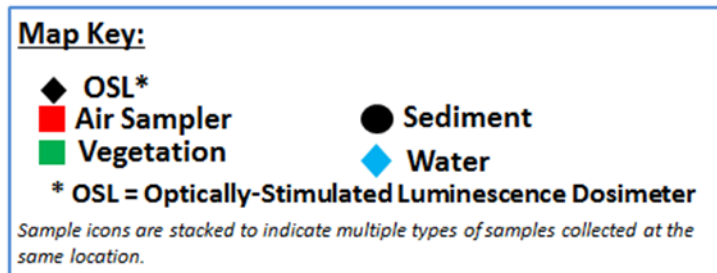 Map Key:
OSL*
Air Sampler
Sediment
Vegetation
Water
* OSL = Optically-Stimulated Luminescence Dosimeter
Sample icons are stacked to indicate multiple types of samples collected at the
same location.